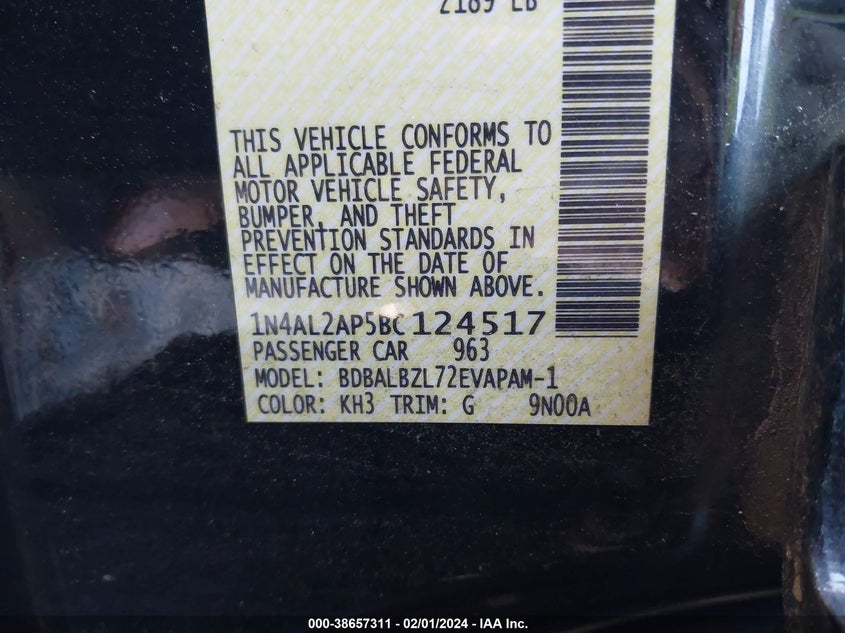 2189 LB
THIS VEHICLE CONFORMS TO
ALL APPLICABLE FEDERAL
MOTOR VEHICLE SAFETY,
BUMPER, AND THEFT
PREVENTION STANDARDS IN
EFFECT ON THE DATE OF
MANUFACTURE SHOWN ABOVE.
1N4AL2AP5BC124517
PASSENGER CAR 963
MODEL: BDBALBZL72EVAPAM-1
COLOR: KH3 TRIM: G 9N00A
000-38657311 - 02/01/2024 - IAA Inc.